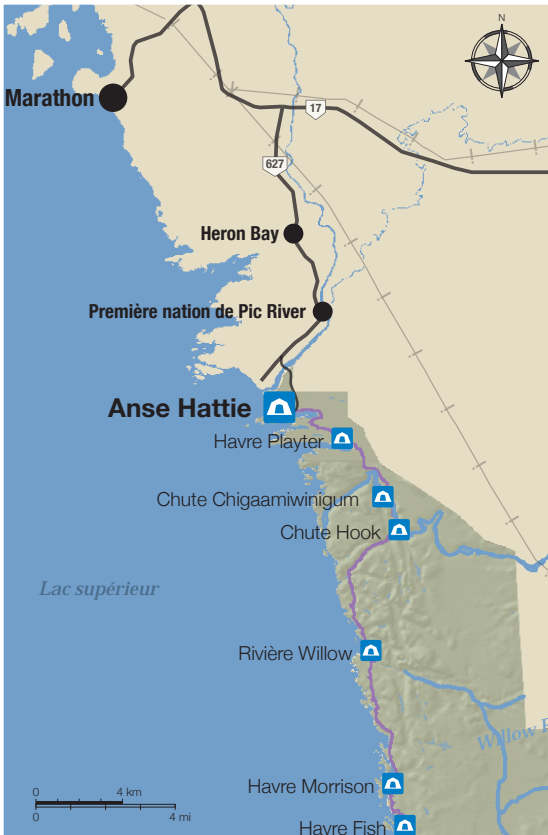 N
Marathon
17
627
Heron Bay
Première nation de Pic River
Anse Hattie
Havre Playter
Chute Chigaamiwinigum
Chute Hook
Lac supérieur
Rivière Willow
Willow
Havre Morrison
0 4 km
0 4 mi
Havre Fish